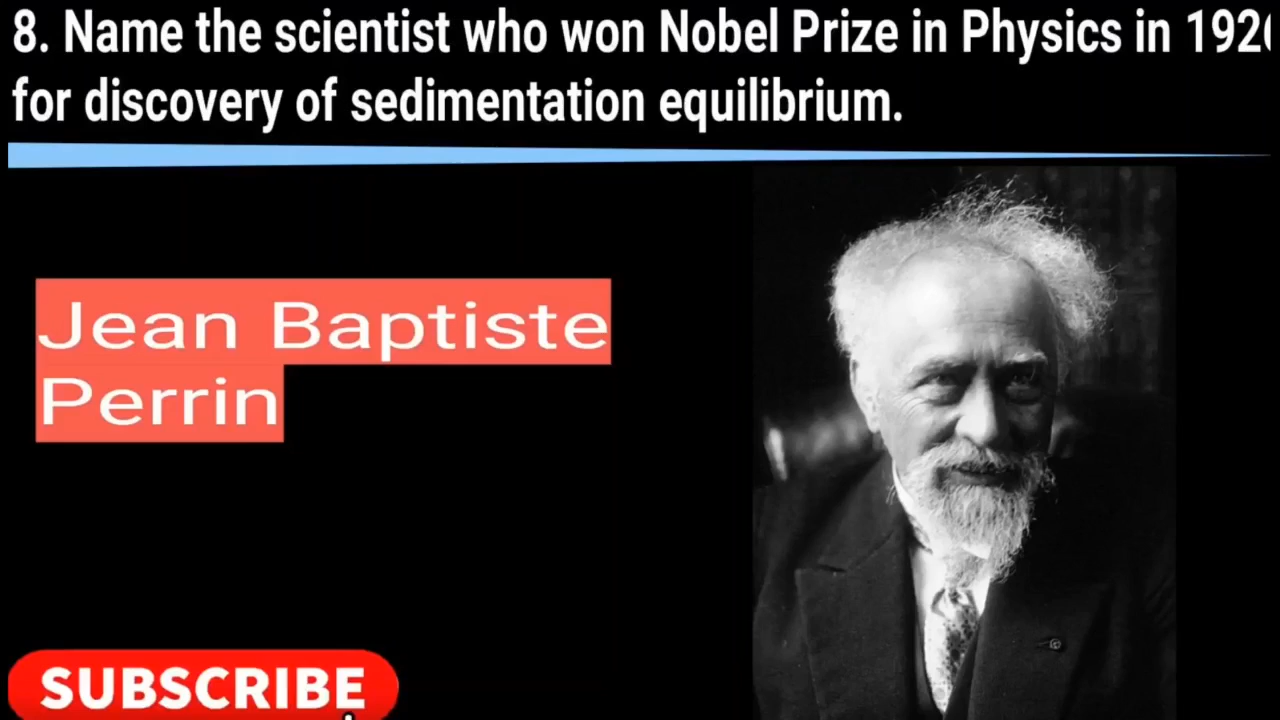 8. Name the scientist who won Nobel Prize in Physics in 192
for discovery of sedimentation equilibrium.
Jean Baptiste
Perrin
SUBSCRIBE